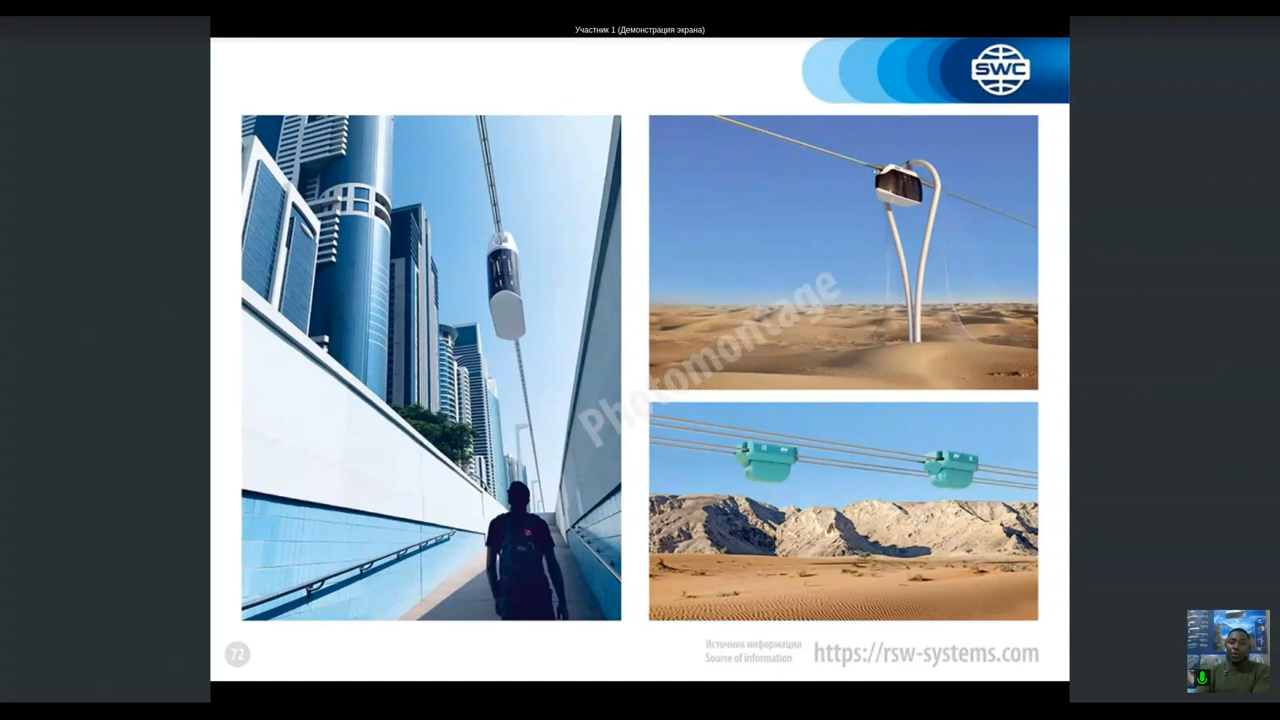 Участник 1 (Демонстрация экрана)
SWC
Photomontage
72
Источник информации
Sourse of information
https://rsw-systems.com